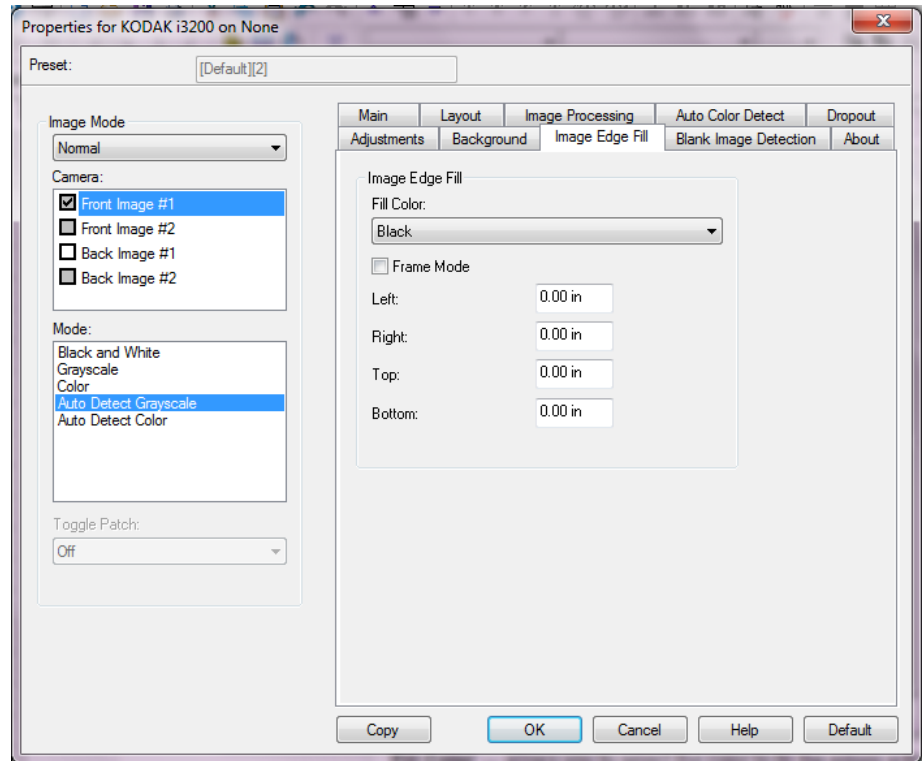 Properties for KODAK i3200 on None
Preset:
[Default][2]
Image Mode
Normal
Camera:
Front Image #1
Front Image #2
Back Image #1
Back Image #2
Mode:
Black and White
Grayscale
Color
Auto Detect Grayscale
Auto Detect Color
Toggle Patch:
Off
Main Layout Image Processing Auto Color Detect Dropout
Adjustments Background Image Edge Fill Blank Image Detection About
Image Edge Fill
Fill Color:
Black
Frame Mode
Left: 0.00 in
Right: 0.00 in
Top: 0.00 in
Bottom: 0.00 in
Copy OK Cancel Help Default